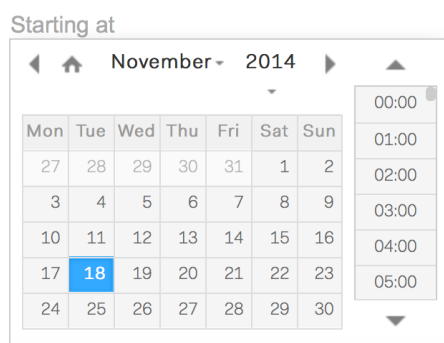 Starting at
November 2014
Mon Tue Wed Thu Fri Sat Sun
27 28 29 30 31 1 2
3 4 5 6 7 8 9
10 11 12 13 14 15 16
17 18 19 20 21 22 23
24 25 26 27 28 29 30
00:00
01:00
02:00
03:00
04:00
05:00